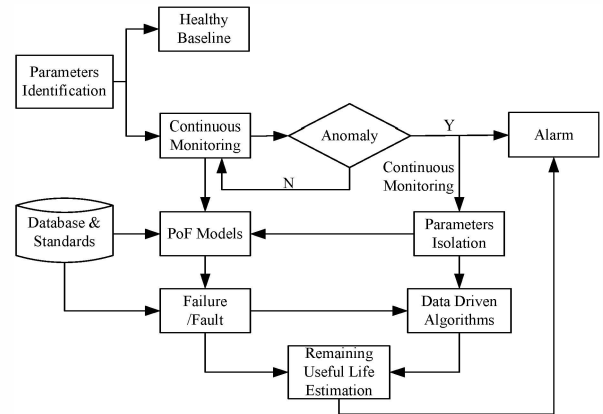 Healthy
Baseline
Parameters
Identification
Continuous
Monitoring
Anomaly
Y
Alarm
N
Continuous
Monitoring
Database &
Standards
PoF Models
Parameters
Isolation
Failure
/Fault
Data Driven
Algorithms
Remaining
Useful Life
Estimation